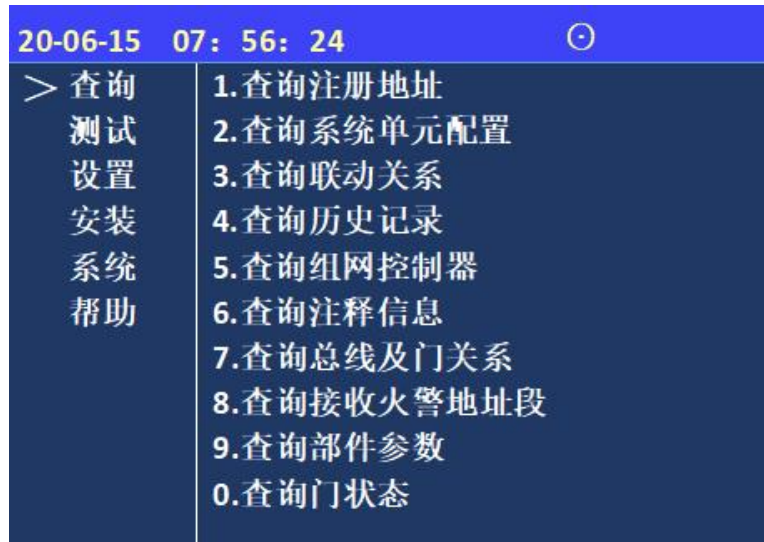 20-06-15 07：56：24
＞ 查询
测试
设置
安装
系统
帮助
1.查询注册地址
2.查询系统单元配置
3.查询联动关系
4.查询历史记录
5.查询组网控制器
6.查询注释信息
7.查询总线及门关系
8.查询接收火警地址段
9.查询部件参数
0.查询门状态